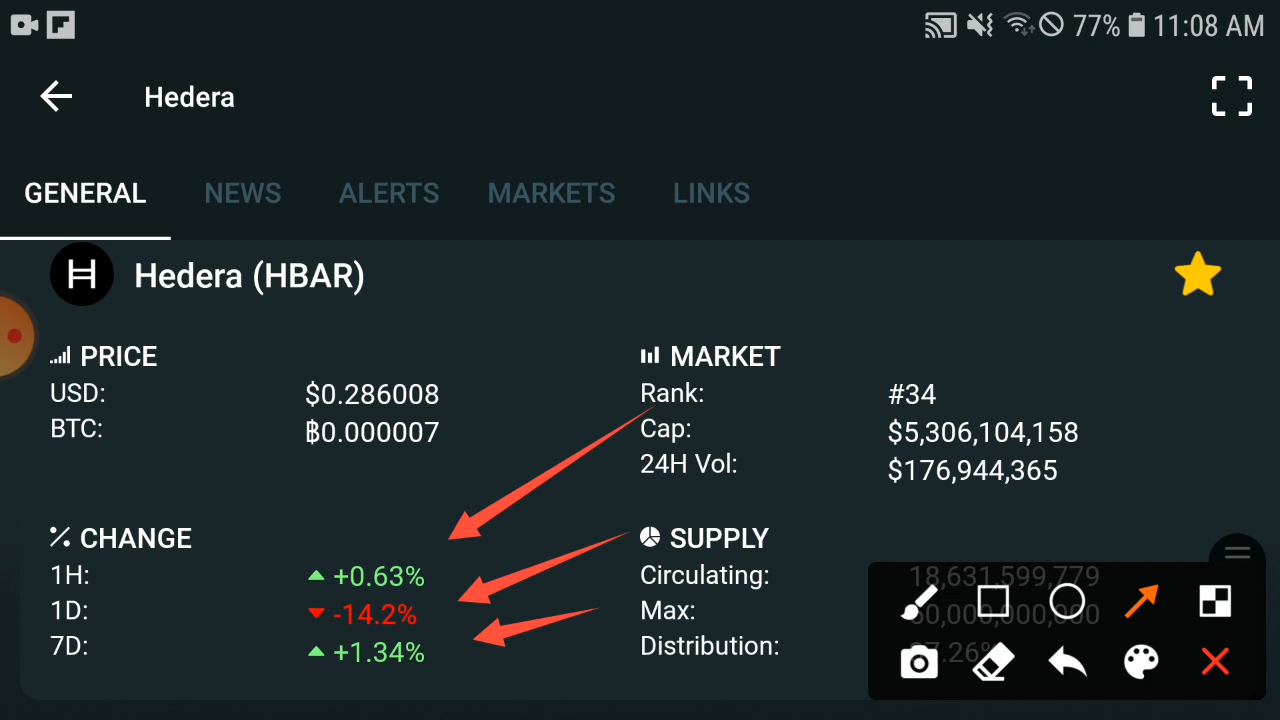 77% 11:08 AM
Hedera
GENERAL NEWS ALERTS MARKETS LINKS
Hedera (HBAR)
PRICE
USD: $0.286008
BTC: ฿0.000007
MARKET
Rank: #34
Cap: $5,306,104,158
24H Vol: $176,944,365
CHANGE
1H: +0.63%
1D: -14.2%
7D: +1.34%
SUPPLY
Circulating: 18,631,599,779
Max:
Distribution: